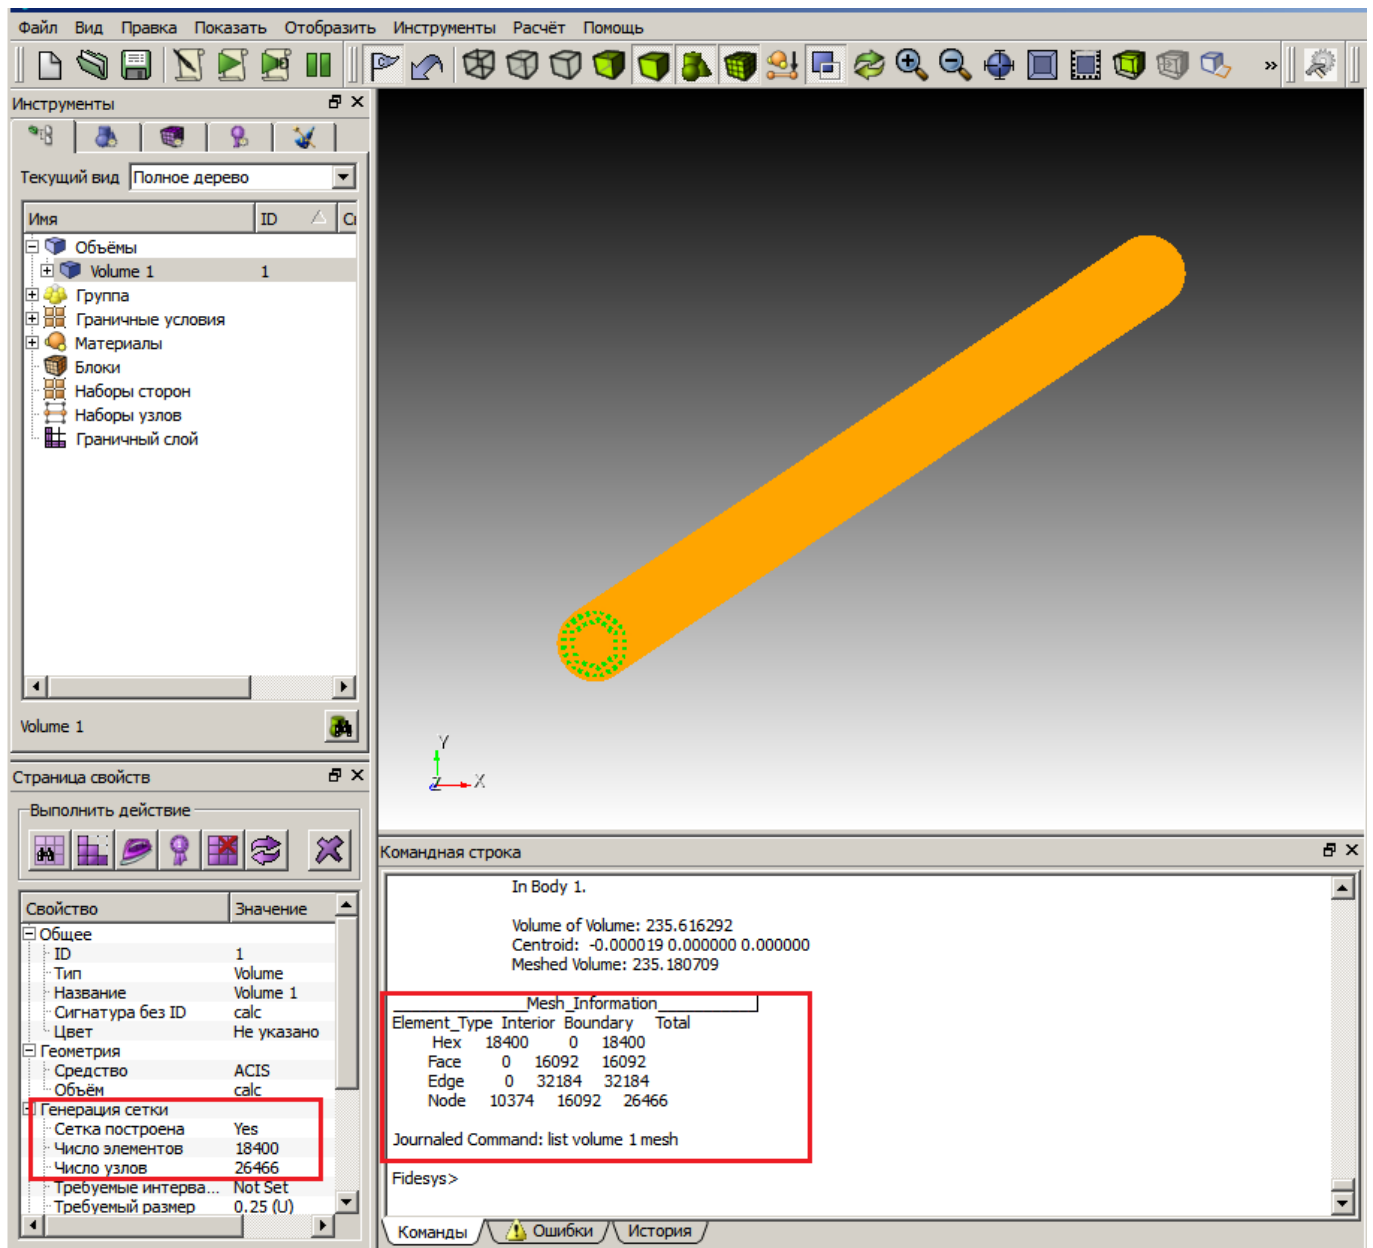 Файл Вид Правка Показать Отобразить Инструменты Расчёт Помощь
»
Инструменты
Текущий вид Полное дерево
Имя ID
Объёмы
Volume 1 1
Группа
Граничные условия
Материалы
Блоки
Наборы сторон
Наборы узлов
Граничный слой
Volume 1
Страница свойств
Выполнить действие
Свойство Значение
Общее
ID 1
Тип Volume
Название Volume 1
Сигнатура без ID calc
Цвет Не указано
Геометрия
Средство ACIS
Объём calc
Генерация сетки
Сетка построена Yes
Число элементов 18400
Число узлов 26466
Требуемые интерва... Not Set
Требуемый размер 0.25 (U)
Y
Z X
Командная строка
In Body 1.
Volume of Volume: 235.616292
Centroid: -0.000019 0.000000 0.000000
Meshed Volume: 235.180709
____________Mesh_Information____________
Element_Type Interior Boundary Total
Hex 18400 0 18400
Face 0 16092 16092
Edge 0 32184 32184
Node 10374 16092 26466
Journaled Command: list volume 1 mesh
Fidesys>
Команды Ошибки История